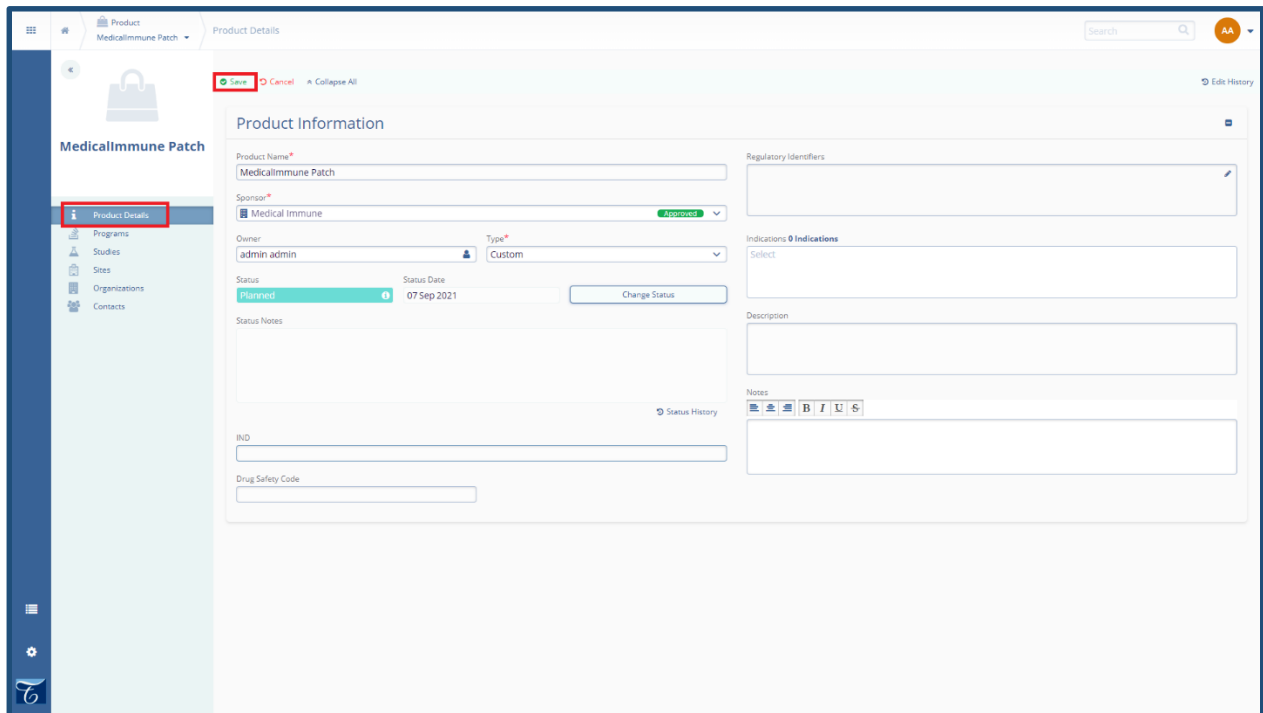 Product
MedicalImmune Patch
Product Details
Search
AA
Save
Cancel
Collapse All
Edit History
MedicalImmune Patch
Product Details
Programs
Studies
Sites
Organizations
Contacts
Product Information
Product Name*
MedicalImmune Patch
Sponsor*
Medical Immune
Approved
Owner
Type*
admin admin
Custom
Status
Status Date
Planned
07 Sep 2021
Change Status
Status Notes
Status History
IND
Drug Safety Code
Regulatory Identifiers
Indications 0 Indications
Select
Description
Notes
B I U S